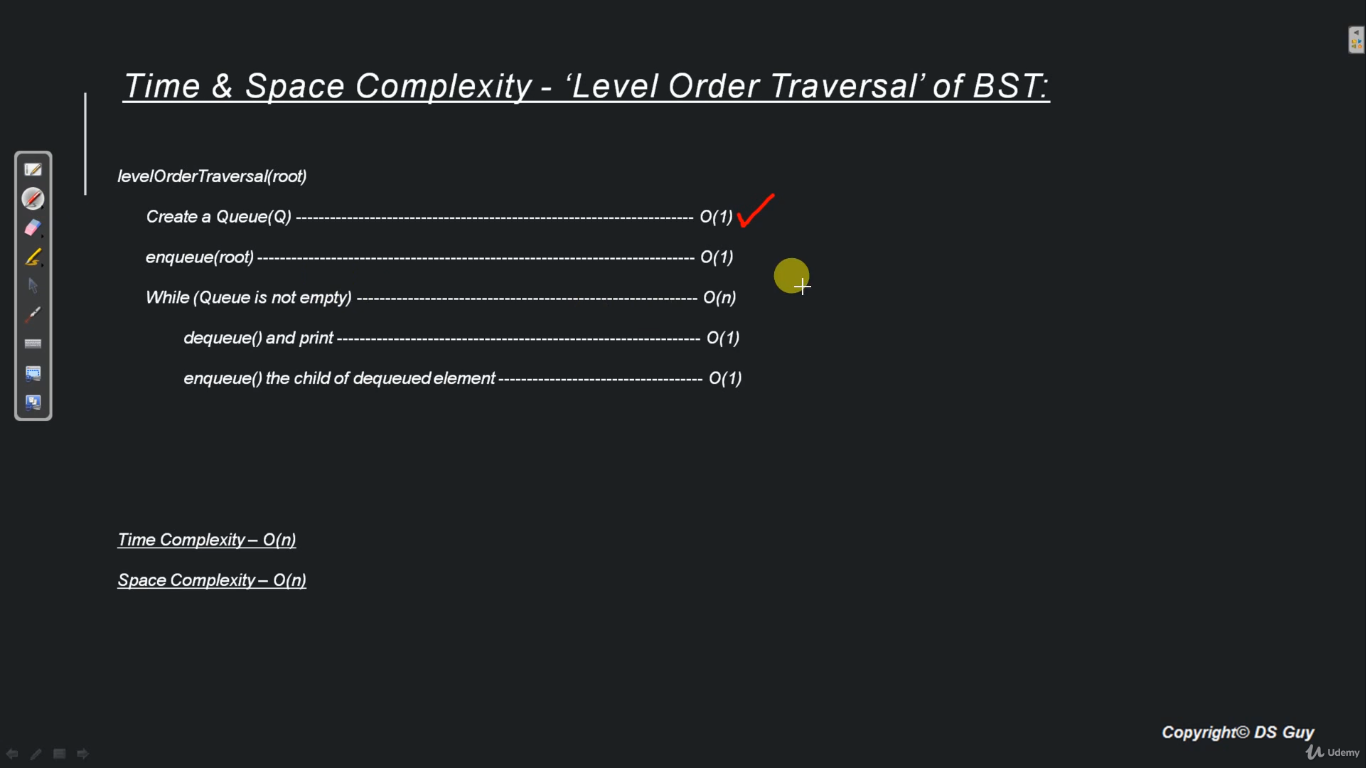 Time & Space Complexity - ‘Level Order Traversal’ of BST:
levelOrderTraversal(root)
Create a Queue(Q) ---------------------------------------------------------------------- O(1)
enqueue(root) ----------------------------------------------------------------------------- O(1)
While (Queue is not empty) ------------------------------------------------------------ O(n)
dequeue() and print ---------------------------------------------------------------- O(1)
enqueue() the child of dequeued element ------------------------------------ O(1)
Time Complexity – O(n)
Space Complexity – O(n)
Copyright© DS Guy
Udemy